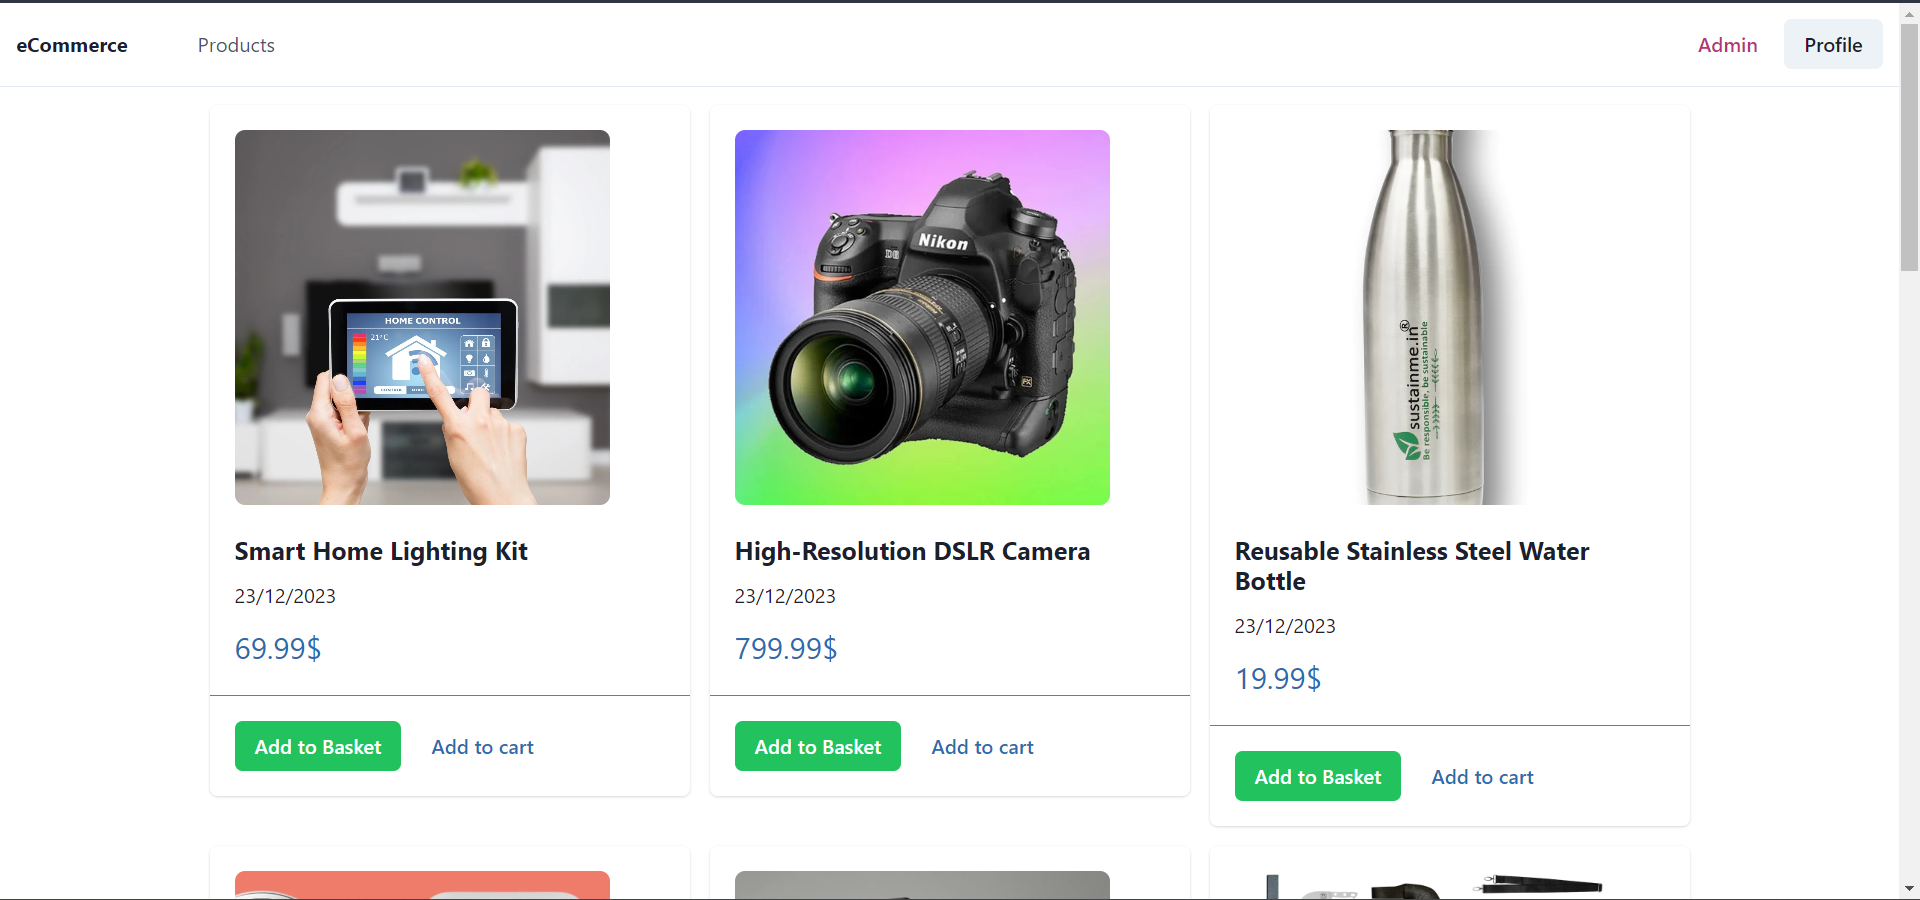 eCommerce
Products
Admin
Profile
HOME CONTROL
21°C
Nikon
D6
FX
sustainme.in®
Be responsible, be sustainable
Smart Home Lighting Kit
23/12/2023
69.99$
Add to Basket
Add to cart
High-Resolution DSLR Camera
23/12/2023
799.99$
Add to Basket
Add to cart
Reusable Stainless Steel Water
Bottle
23/12/2023
19.99$
Add to Basket
Add to cart